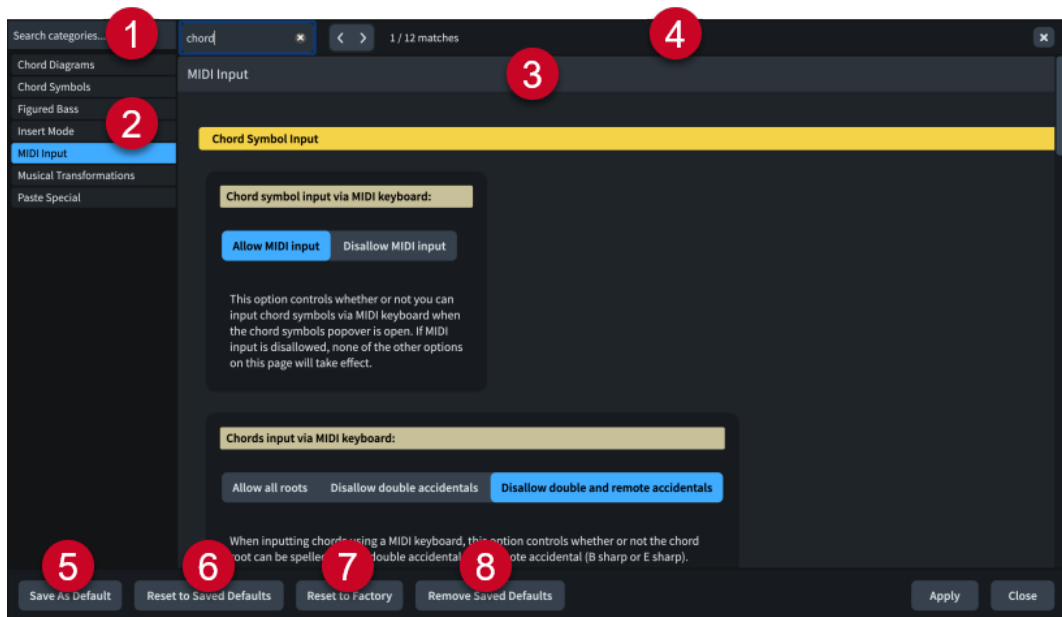 Search categories...
1
chord
1 / 12 matches
4
Chord Diagrams
Chord Symbols
Figured Bass
Insert Mode
MIDI Input
Musical Transformations
Paste Special
2
MIDI Input
3
Chord Symbol Input
Chord symbol input via MIDI keyboard:
Allow MIDI input
Disallow MIDI input
This option controls whether or not you can
input chord symbols via MIDI keyboard when
the chord symbols popover is open. If MIDI
input is disallowed, none of the other options
on this page will take effect.
Chords input via MIDI keyboard:
Allow all roots
Disallow double accidentals
Disallow double and remote accidentals
When inputting chords using a MIDI keyboard, option controls whether or not the chord
double accidental accidental (B sharp or E sharp).
5
6
7
8
Save As Default
Reset to Saved Defaults
Reset to Factory
Remove Saved Defaults
Apply
Close